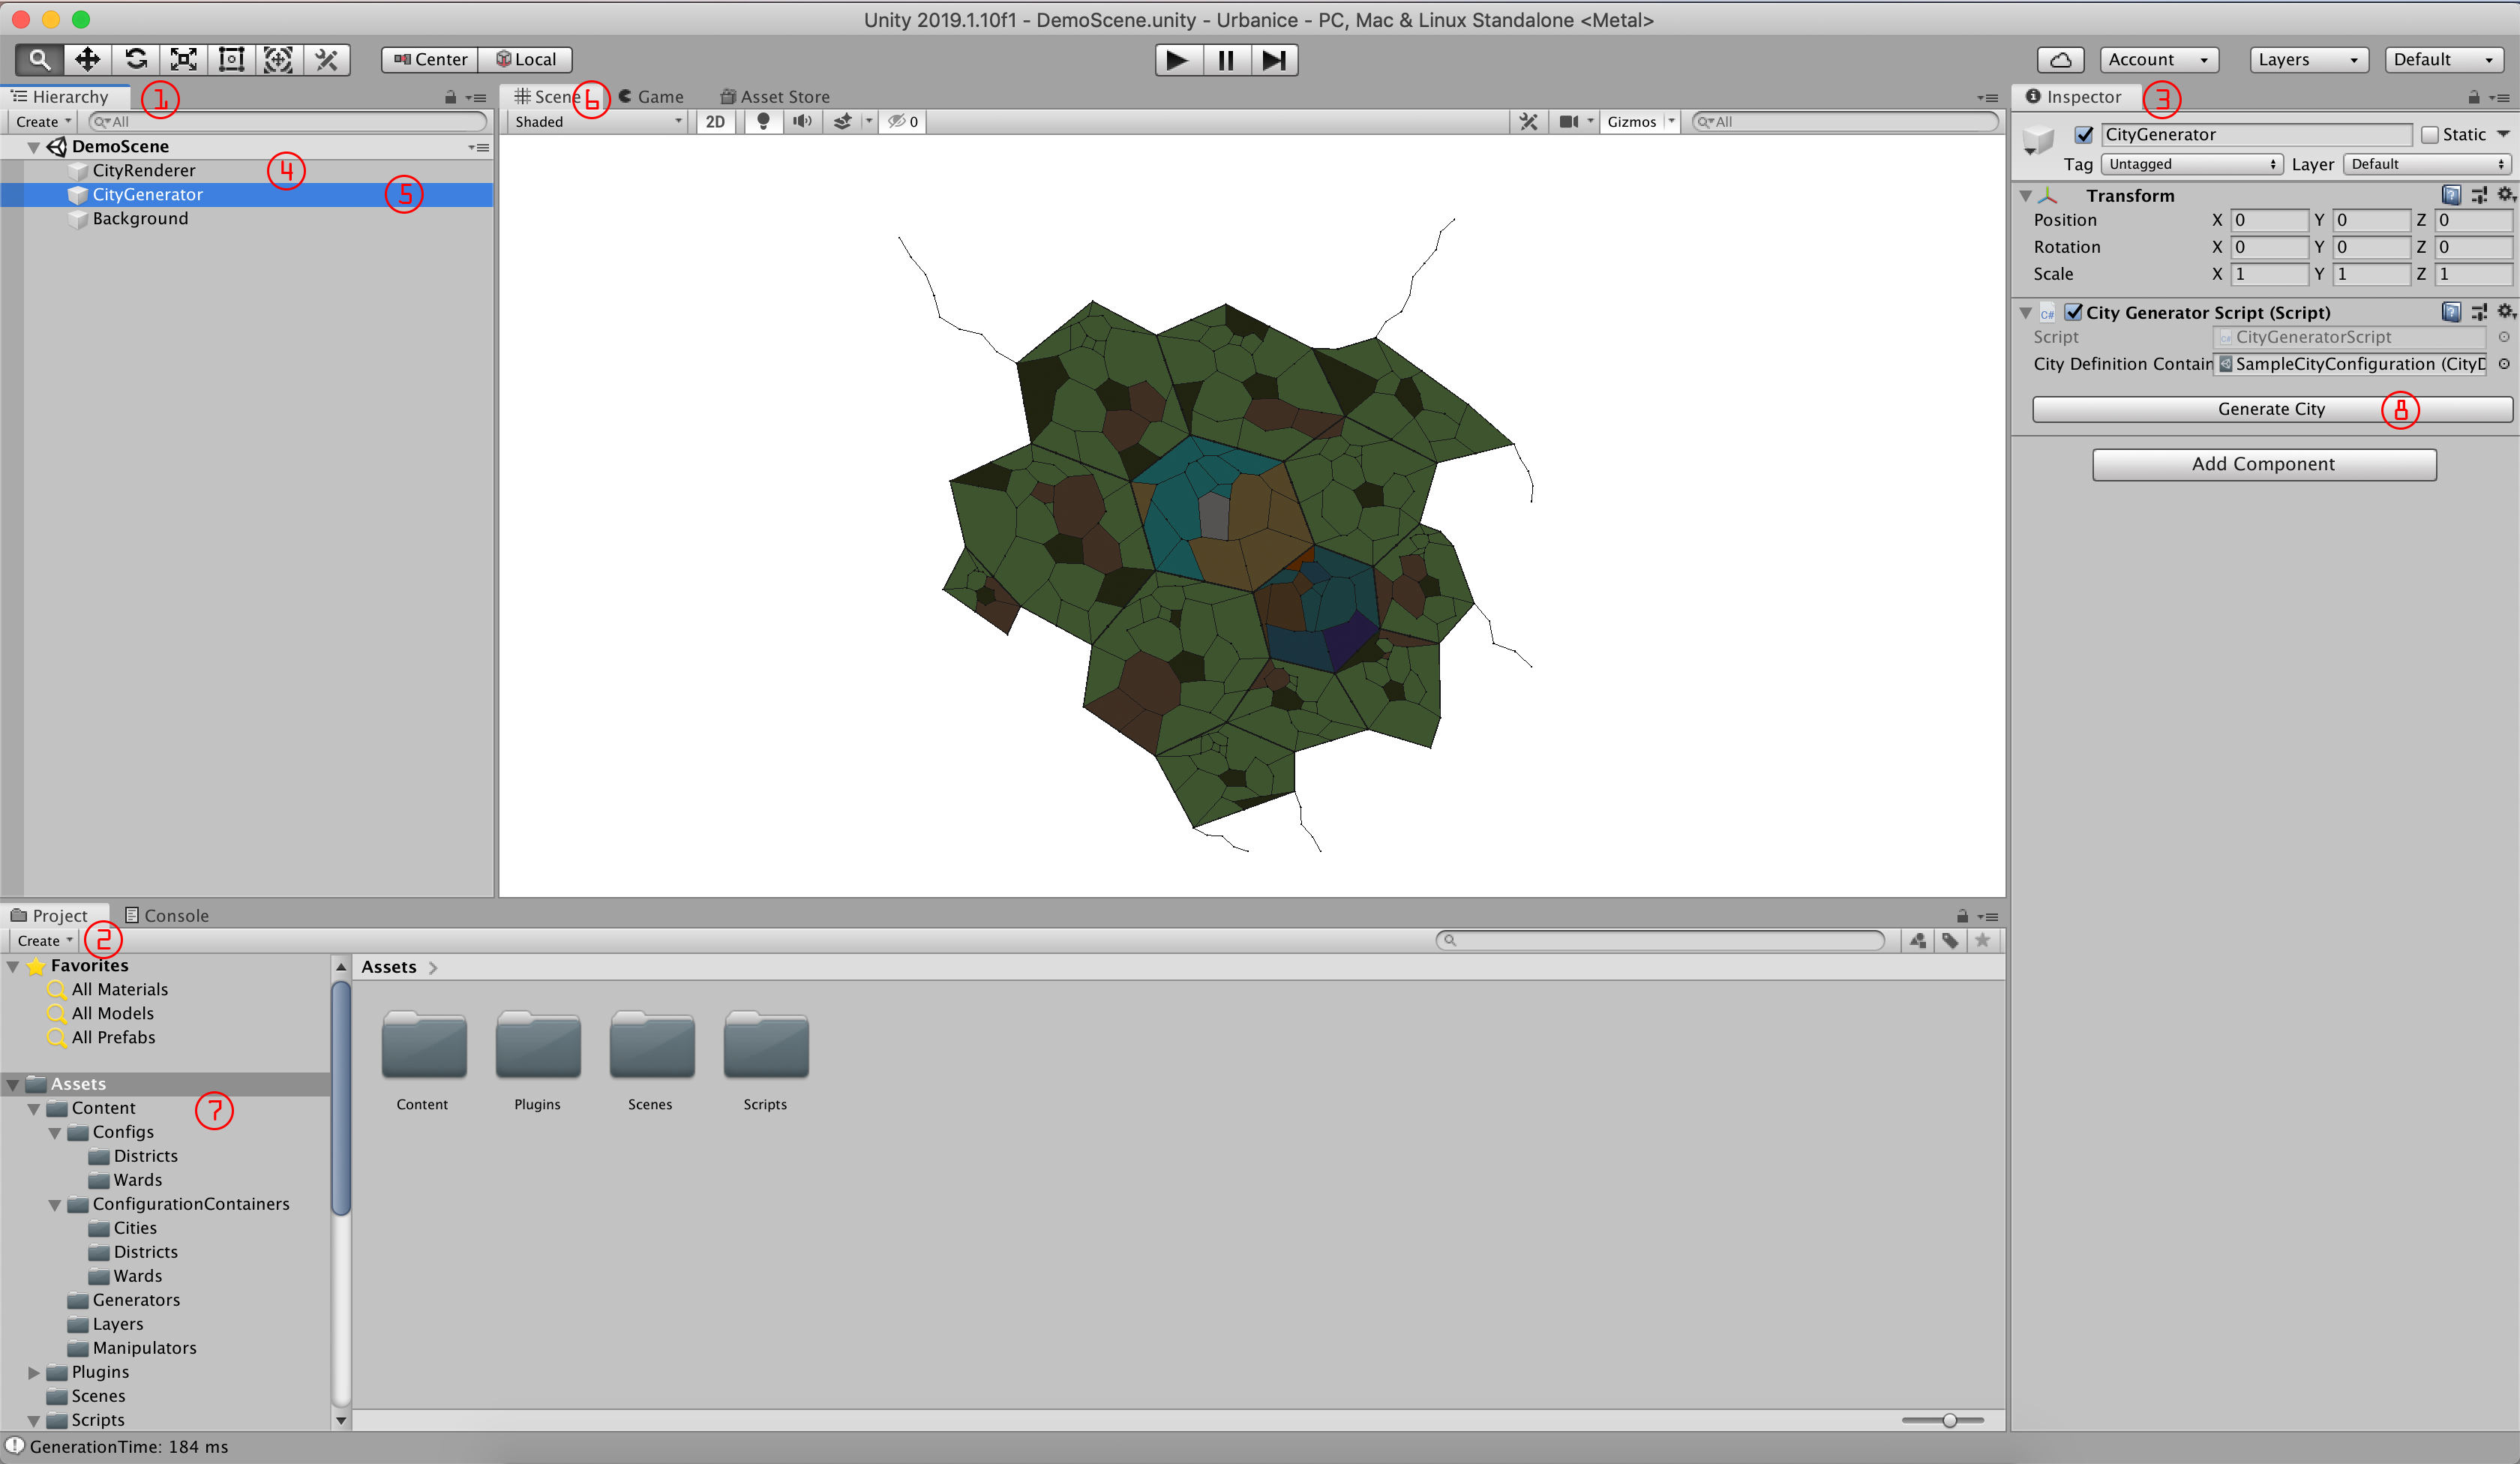 Unity 2019.1.10f1 - DemoScene.unity - Urbanice - PC, Mac & Linux Standalone <Metal>
Center Local Account Layers Default
Hierarchy 1
Create All
DemoScene
CityRenderer 4
CityGenerator 5
Background
Scene 6 Game Asset Store
Shaded 2D 0 Gizmos All
Inspector 3
CityGenerator Static
Tag Untagged Layer Default
Transform
Position X 0 Y 0 Z 0
Rotation X 0 Y 0 Z 0
Scale X 1 Y 1 Z 1
C# City Generator Script (Script)
Script C# CityGeneratorScript
City Definition Contain SampleCityConfiguration (CityD
Generate City 8
Add Component
Project Console
Create 2
Favorites
All Materials
All Models
All Prefabs
Assets
Content 7
Configs
Districts
Wards
ConfigurationContainers
Cities
Districts
Wards
Generators
Layers
Manipulators
Plugins
Scenes
Scripts
Assets
Content Plugins Scenes Scripts
GenerationTime: 184 ms